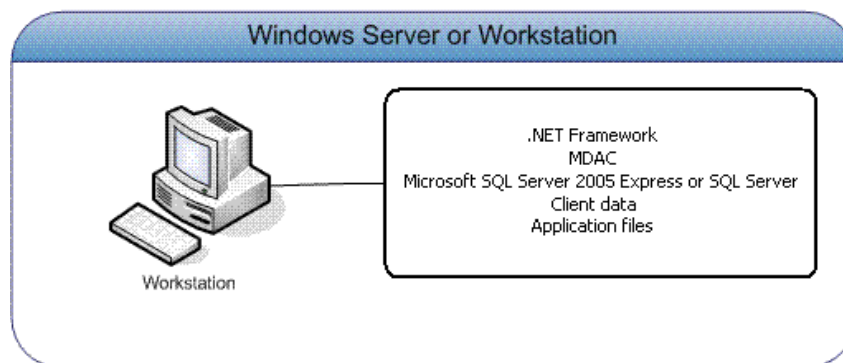 Windows Server or Workstation
.NET Framework
MDAC
Microsoft SQL Server 2005 Express or SQL Server
Client data
Application files
Workstation